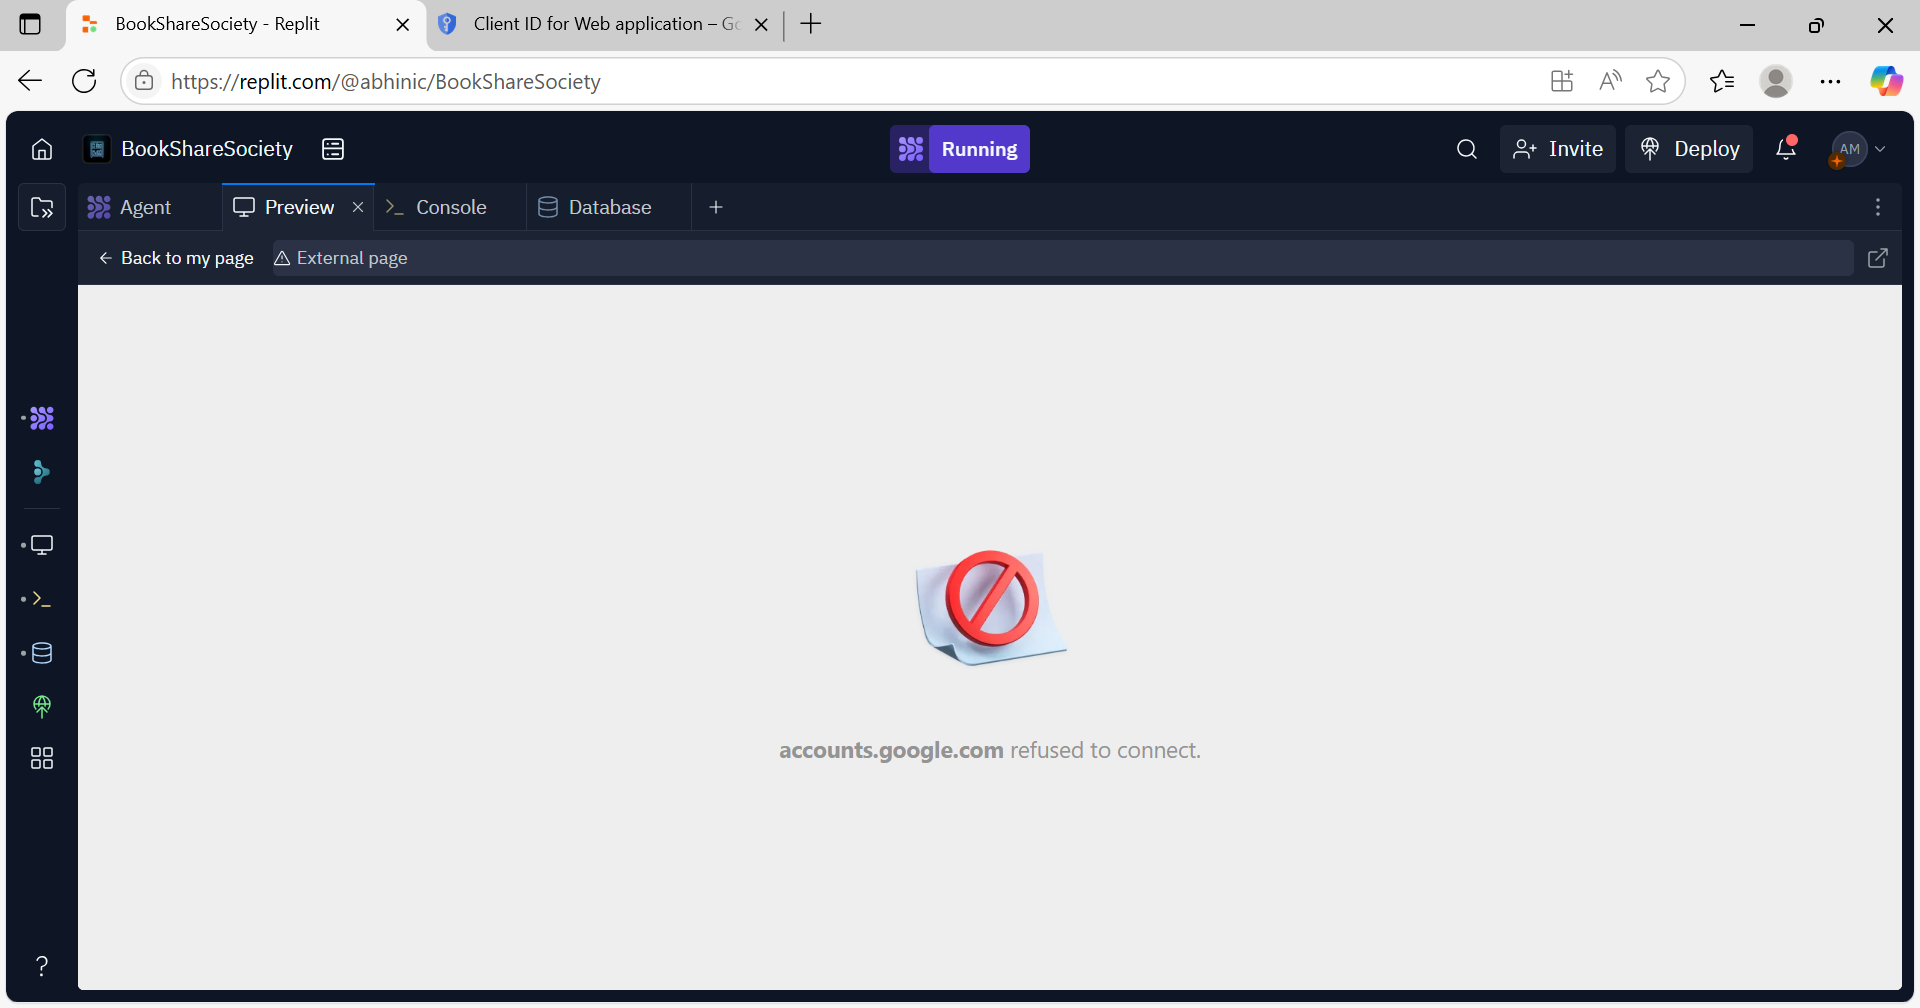 BookShareSociety - Replit
Client ID for Web application – Go
https://replit.com/@abhinic/BookShareSociety
BookShareSociety
Running
Invite
Deploy
AM
Agent
Preview
Console
Database
Back to my page
External page
accounts.google.com refused to connect.